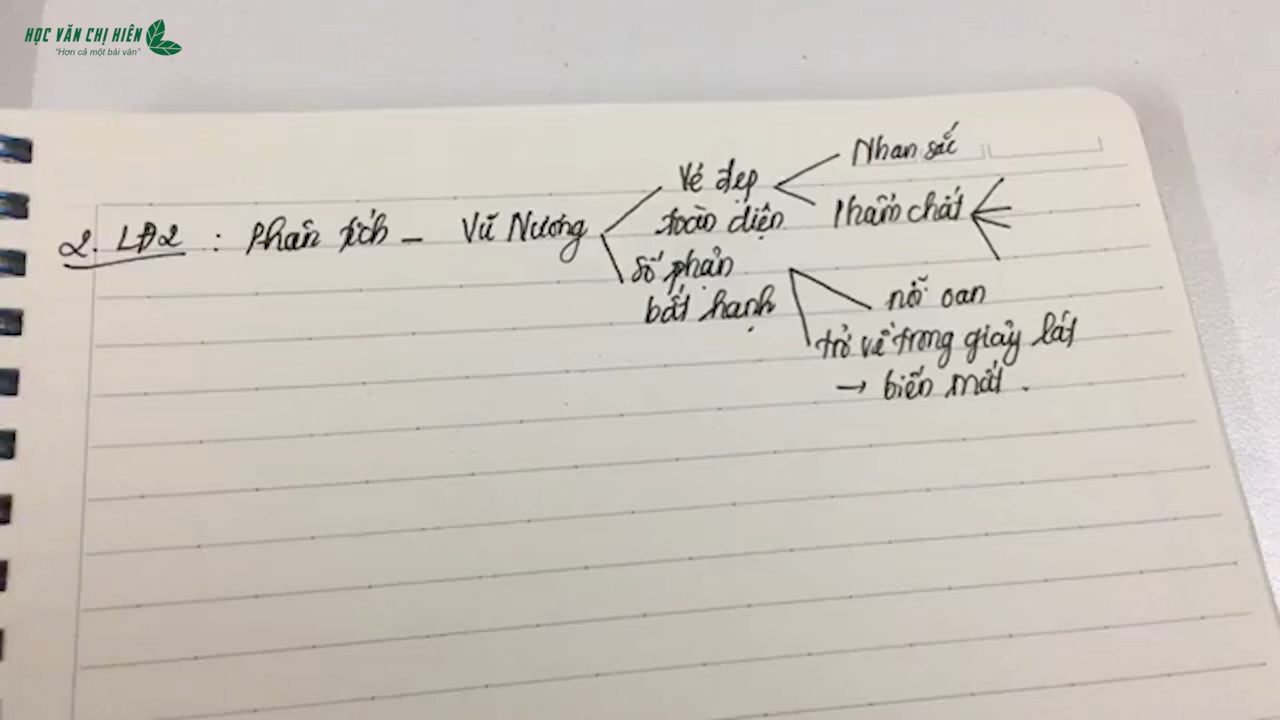 HỌC VĂN CHỊ HIÊN
"Hơn cả một bài văn"
2. LĐ2 : Phân tích - Vũ Nương
Vẻ đẹp
toàn diện
Nhan sắc
Phẩm chất
số phận
bất hạnh
nỗi oan
trở về trong giây lát
→ biến mất.